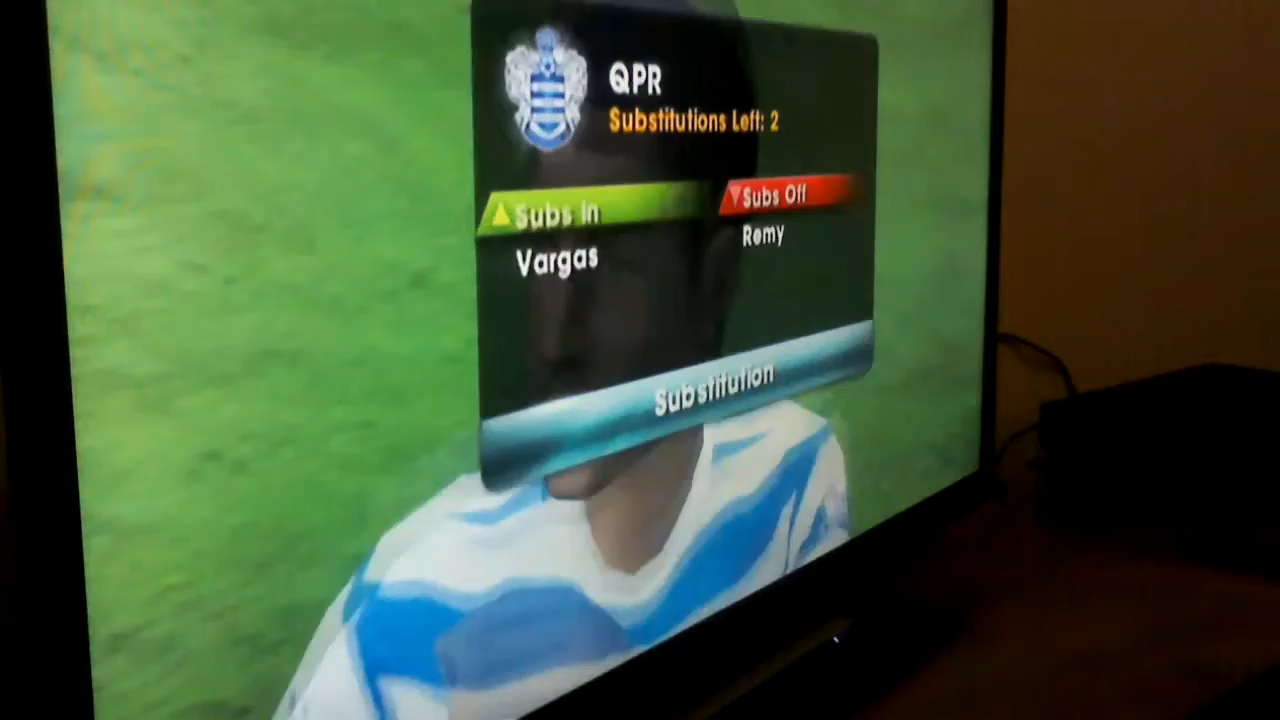 QPR
Substitutions Left: 2
Subs in
Subs Off
Vargas
Remy
Substitution